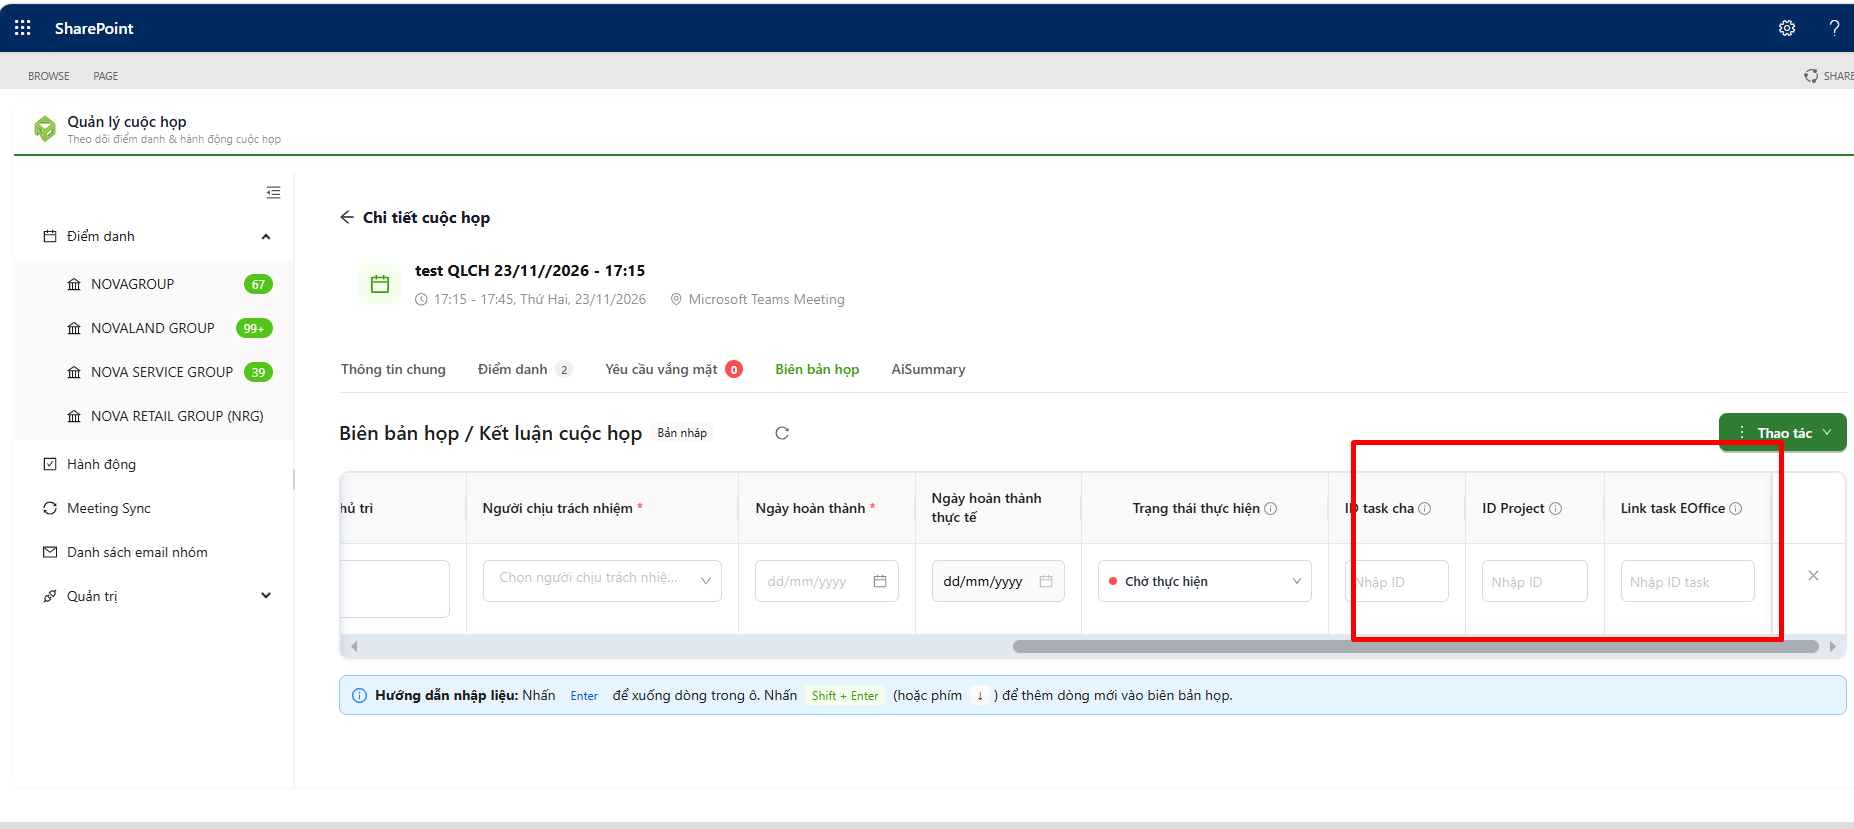 SharePoint
?
BROWSE PAGE
SHARE
Quản lý cuộc họp
Theo dõi điểm danh & hành động cuộc họp
Điểm danh
NOVAGROUP 67
NOVALAND GROUP 99+
NOVA SERVICE GROUP 39
NOVA RETAIL GROUP (NRG)
Hành động
Meeting Sync
Danh sách email nhóm
Quản trị
Chi tiết cuộc họp
test QLCH 23/11//2026 - 17:15
17:15 - 17:45, Thứ Hai, 23/11/2026 Microsoft Teams Meeting
Thông tin chung Điểm danh 2 Yêu cầu vắng mặt 0 Biên bản họp AiSummary
Biên bản họp / Kết luận cuộc họp Bản nháp
Thao tác
hủ trì Người chịu trách nhiệm * Ngày hoàn thành * Ngày hoàn thành thực tế Trạng thái thực hiện ID task cha ID Project Link task EOffice
Chọn người chịu trách nhiệ... dd/mm/yyyy dd/mm/yyyy Chờ thực hiện Nhập ID Nhập ID Nhập ID task
Hướng dẫn nhập liệu: Nhấn Enter để xuống dòng trong ô. Nhấn Shift + Enter (hoặc phím ↓ ) để thêm dòng mới vào biên bản họp.